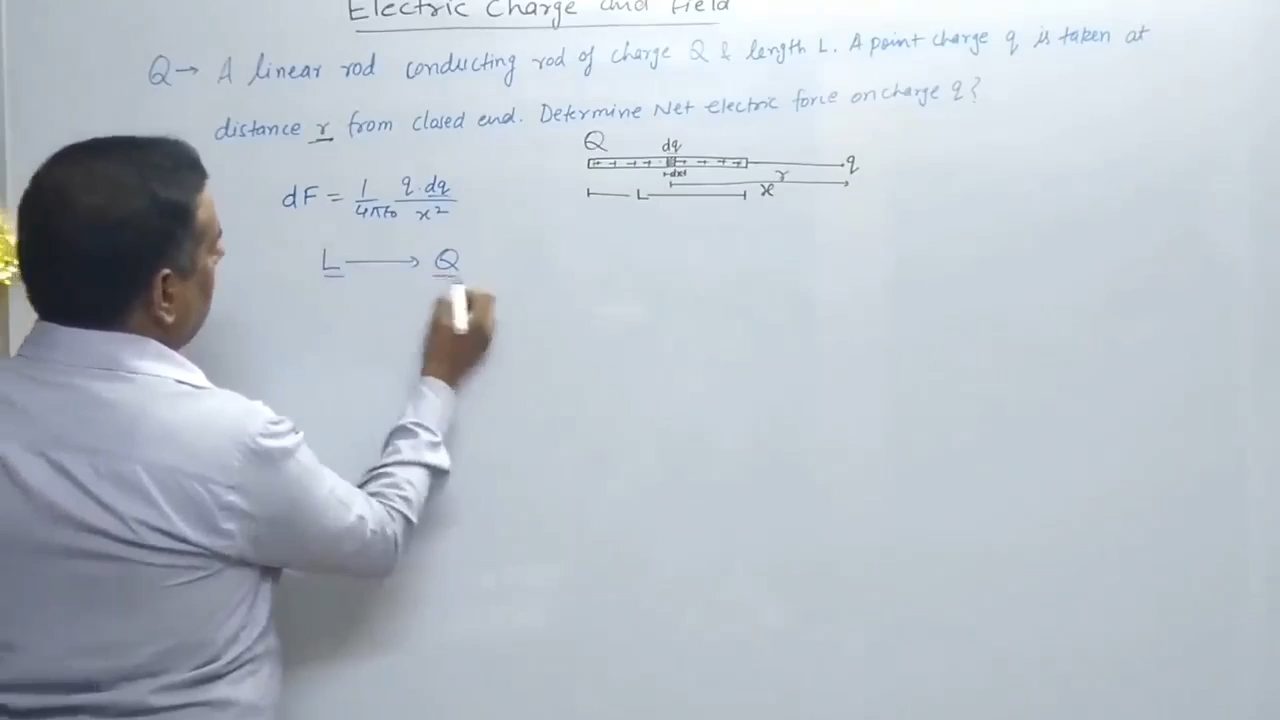 Electric Charge and Field
Q→ A linear rod conducting rod of charge Q & length L. A point charge q is taken at
distance r from closed end. Determine Net electric force on charge q?
Q dq q
dx r
L x
dF = 1/4πε0 q.dq/x²
L ⟶ Q